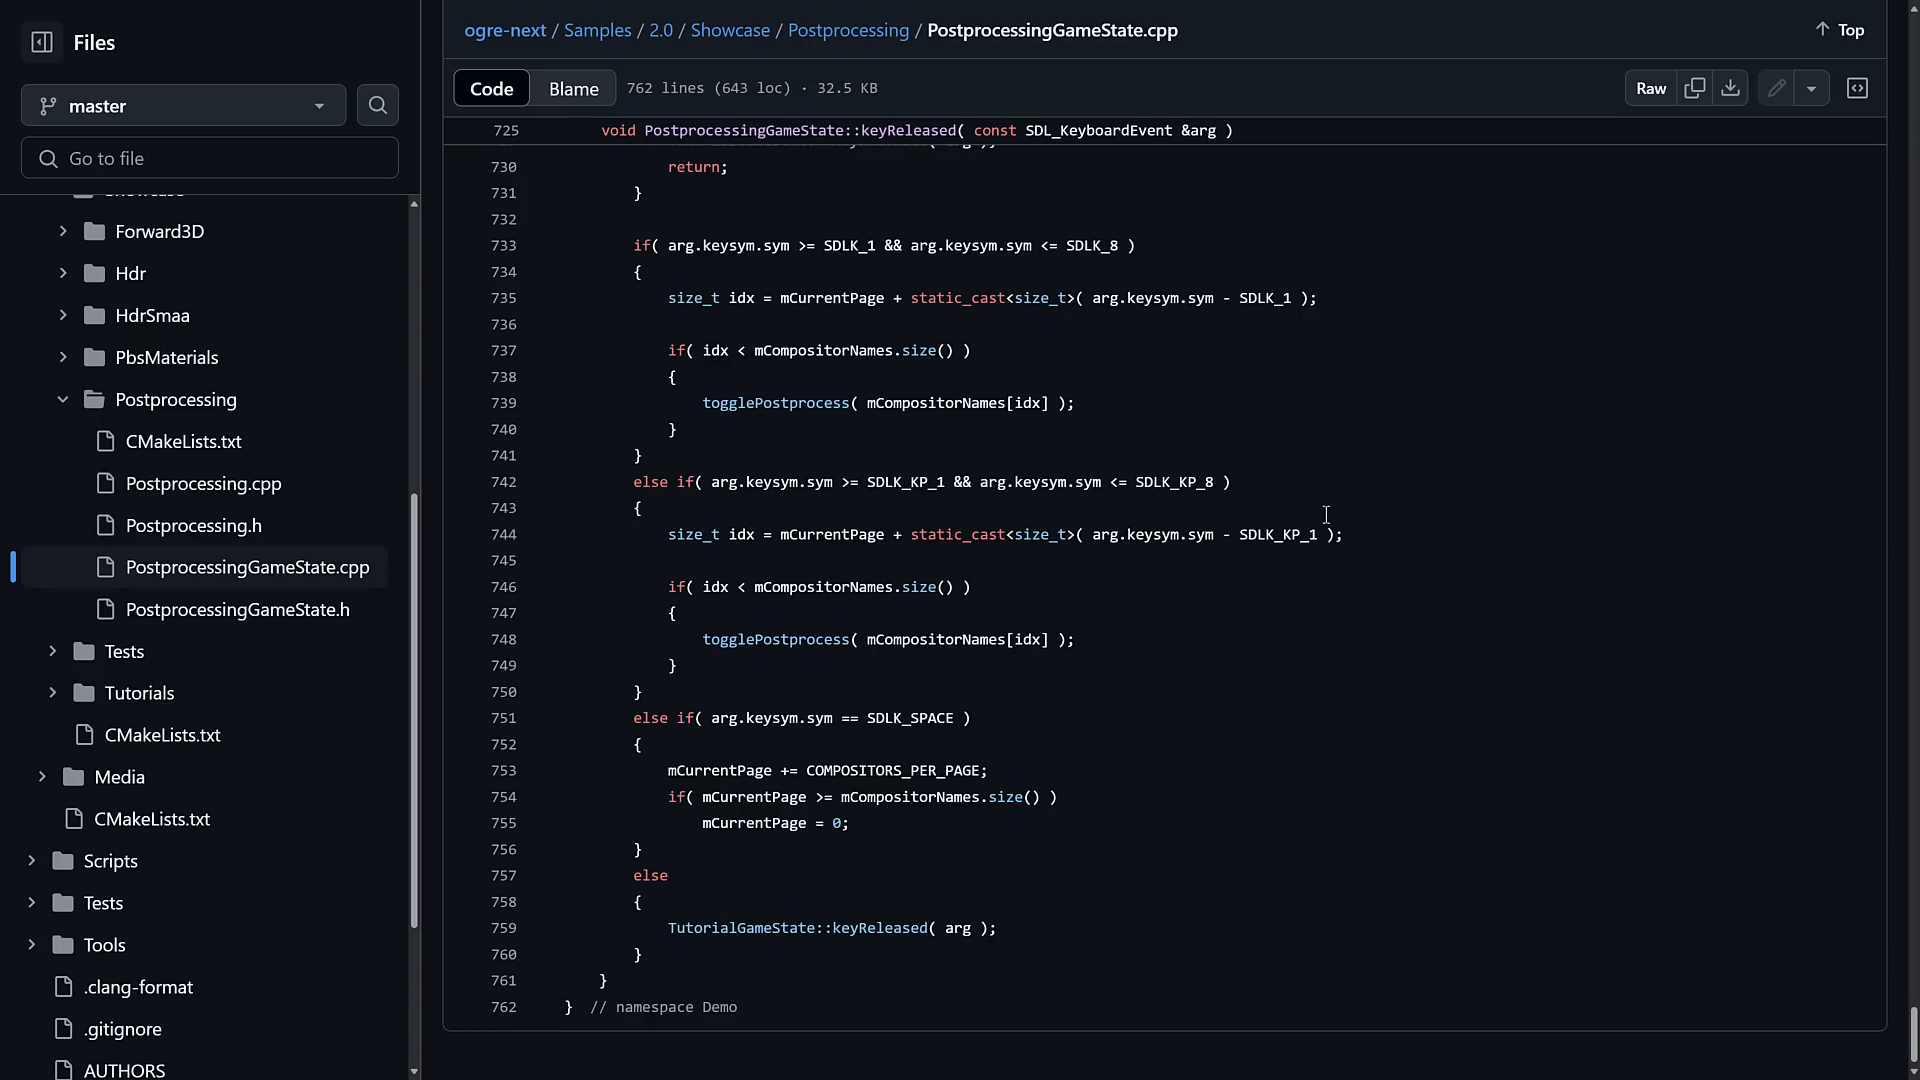 Files
master
Go to file
Forward3D
Hdr
HdrSmaa
PbsMaterials
Postprocessing
CMakeLists.txt
Postprocessing.cpp
Postprocessing.h
PostprocessingGameState.cpp
PostprocessingGameState.h
Tests
Tutorials
CMakeLists.txt
Media
CMakeLists.txt
Scripts
Tests
Tools
.clang-format
.gitignore
AUTHORS
ogre-next / Samples / 2.0 / Showcase / Postprocessing / PostprocessingGameState.cpp
Top
Code Blame 762 lines (643 loc) · 32.5 KB
Raw
725 void PostprocessingGameState::keyReleased( const SDL_KeyboardEvent &arg )
730 return;
731 }
732
733 if( arg.keysym.sym >= SDLK_1 && arg.keysym.sym <= SDLK_8 )
734 {
735 size_t idx = mCurrentPage + static_cast<size_t>( arg.keysym.sym - SDLK_1 );
736
737 if( idx < mCompositorNames.size() )
738 {
739 togglePostprocess( mCompositorNames[idx] );
740 }
741 }
742 else if( arg.keysym.sym >= SDLK_KP_1 && arg.keysym.sym <= SDLK_KP_8 )
743 {
744 size_t idx = mCurrentPage + static_cast<size_t>( arg.keysym.sym - SDLK_KP_1 );
745
746 if( idx < mCompositorNames.size() )
747 {
748 togglePostprocess( mCompositorNames[idx] );
749 }
750 }
751 else if( arg.keysym.sym == SDLK_SPACE )
752 {
753 mCurrentPage += COMPOSITORS_PER_PAGE;
754 if( mCurrentPage >= mCompositorNames.size() )
755 mCurrentPage = 0;
756 }
757 else
758 {
759 TutorialGameState::keyReleased( arg );
760 }
761 }
762 } // namespace Demo